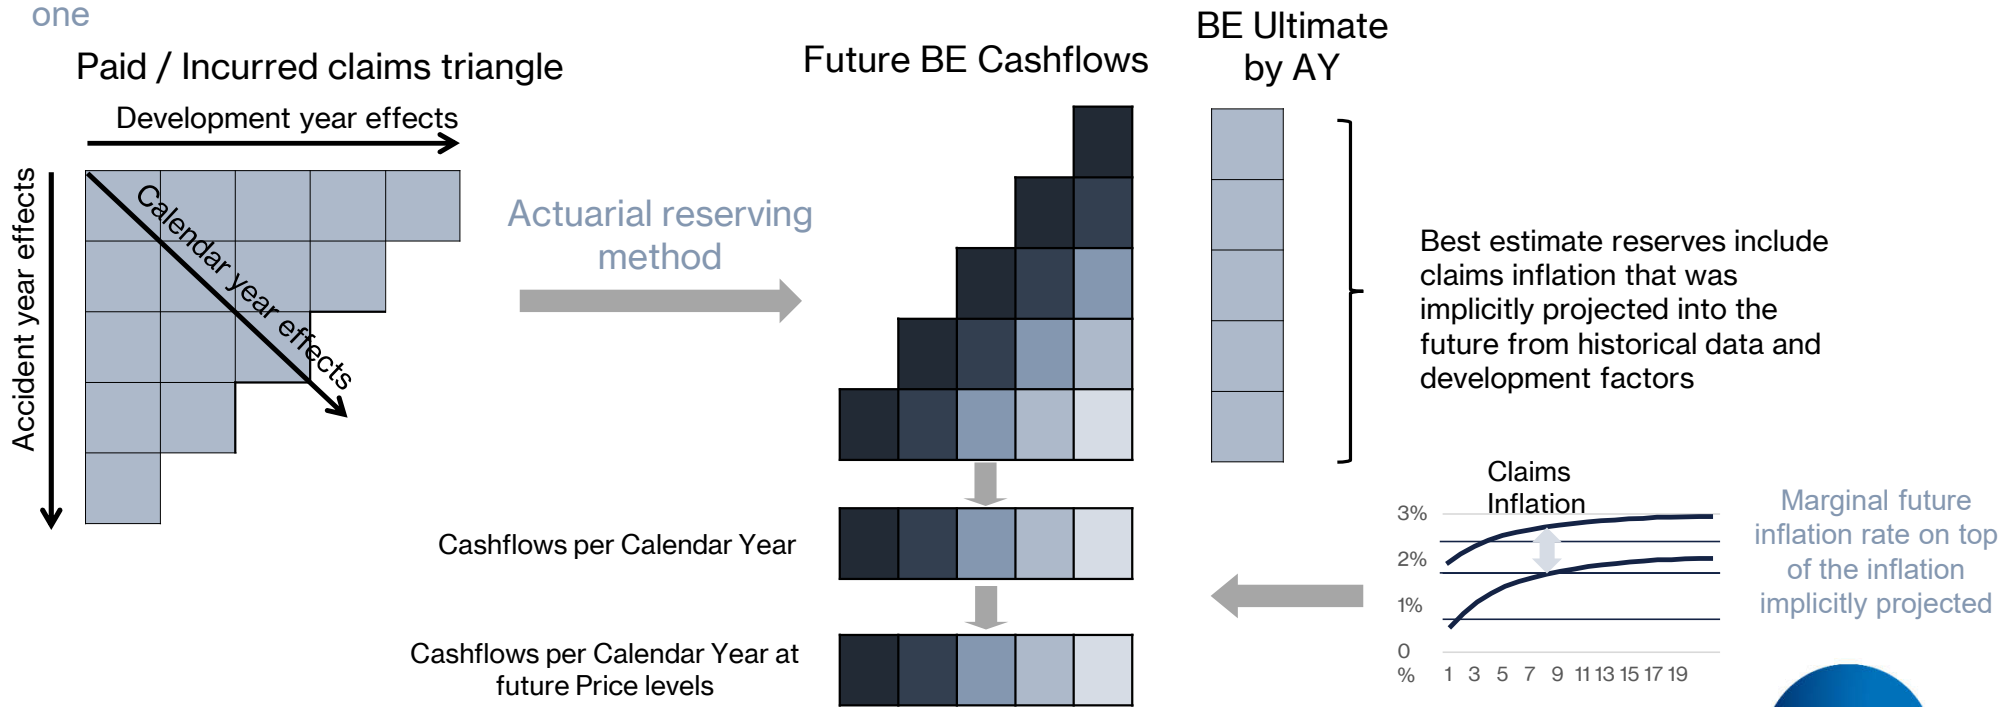 one
Paid / Incurred claims triangle
Development year effects
Accident year effects
Calendar year effects
Actuarial reserving
method
Future BE Cashflows
BE Ultimate
by AY
Best estimate reserves include
claims inflation that was
implicitly projected into the
future from historical data and
development factors
Cashflows per Calendar Year
Cashflows per Calendar Year at
future Price levels
Claims
Inflation
3%
2%
1%
0
%
1 3 5 7 9 11 13 15 17 19
Marginal future
inflation rate on top
of the inflation
implicitly projected